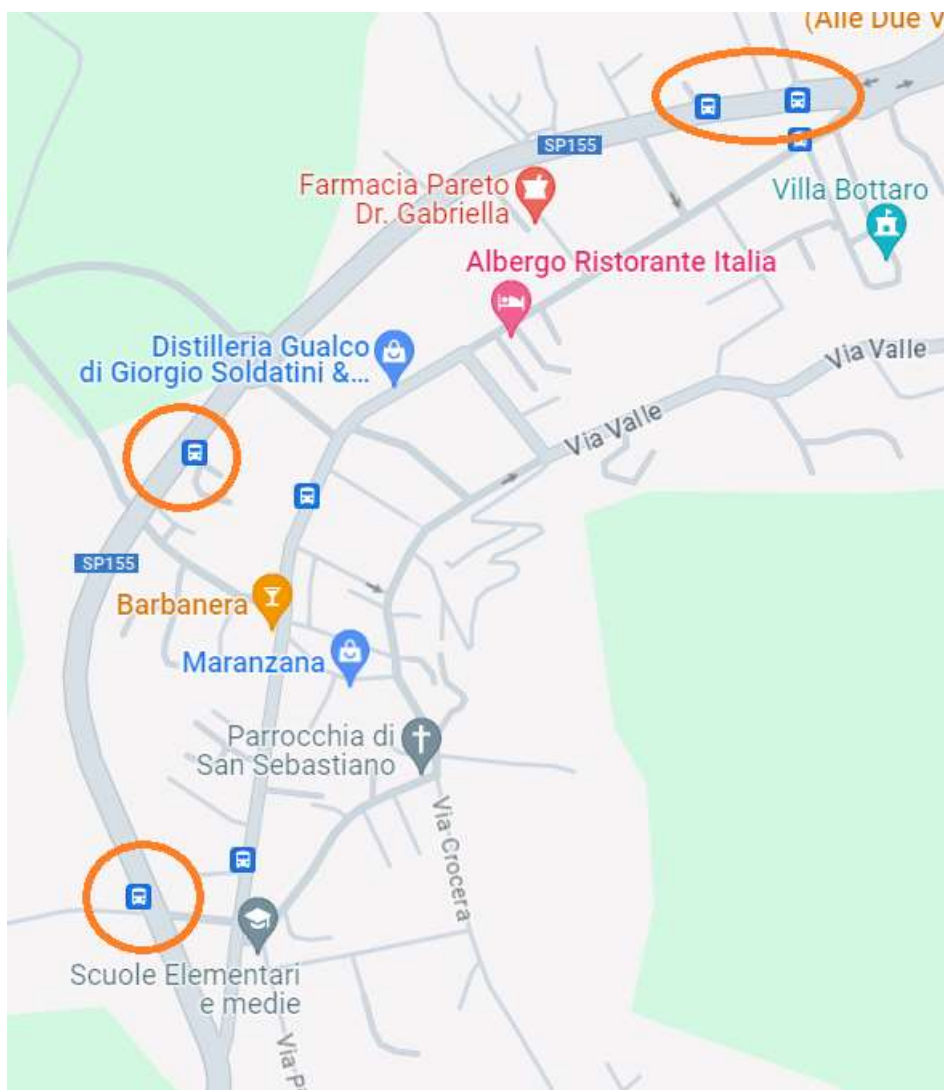 (Alle Due V
SP155
Farmacia Pareto
Dr. Gabriella
Villa Bottaro
Albergo Ristorante Italia
Distilleria Gualco
di Giorgio Soldatini &...
Via Valle
Via Valle
SP155
Barbanera
Maranzana
Parrocchia di
San Sebastiano
Via Crocera
Scuole Elementari
e medie
Via P